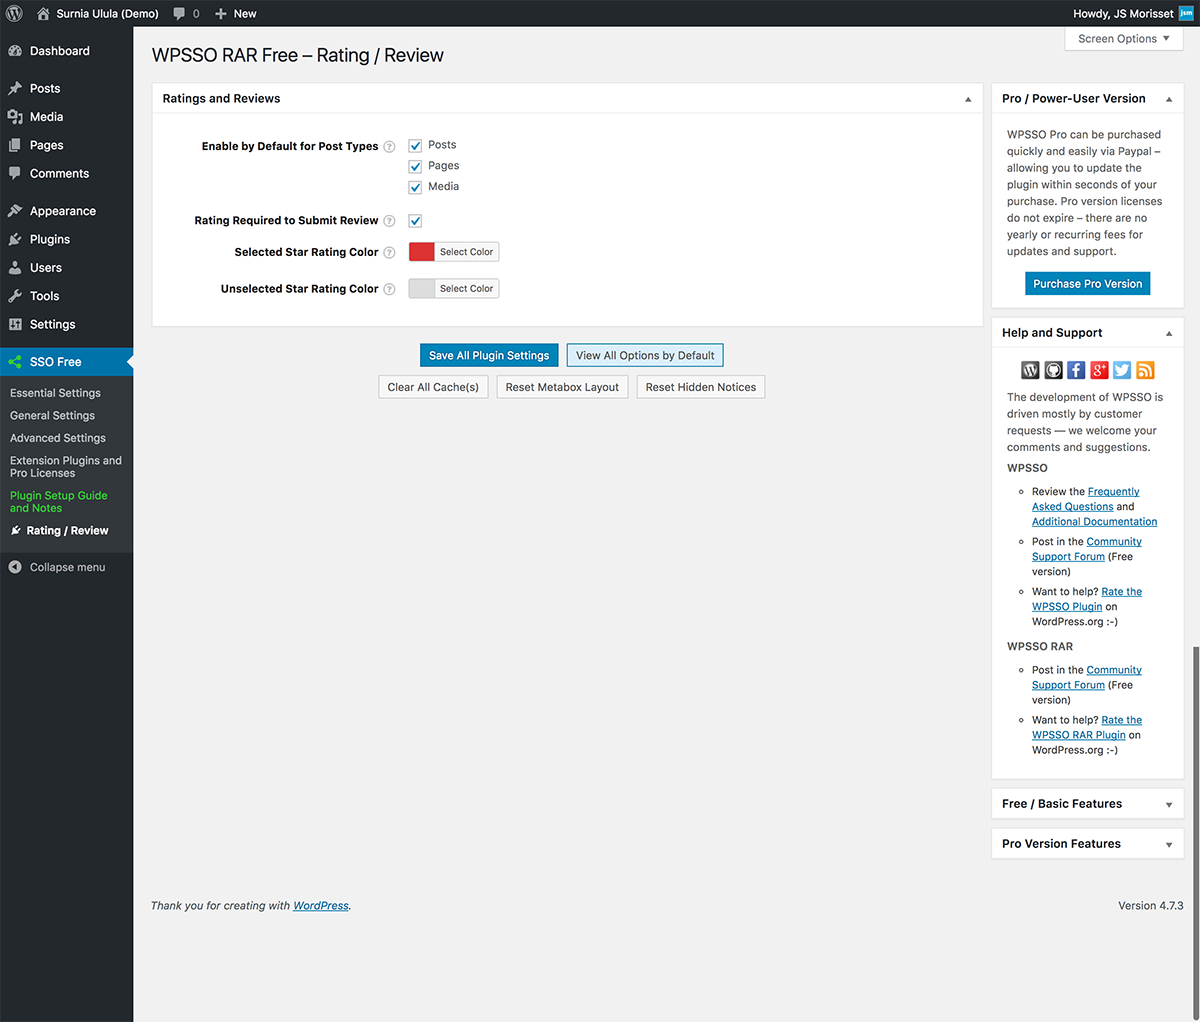 Surnia Ulula (Demo) 0 New Howdy, JS Morisset jsm
Screen Options
Dashboard
Posts
Media
Pages
Comments
Appearance
Plugins
Users
Tools
Settings
SSO Free
Essential Settings
General Settings
Advanced Settings
Extension Plugins and
Pro Licenses
Plugin Setup Guide
and Notes
Rating / Review
Collapse menu
WPSSO RAR Free – Rating / Review
Ratings and Reviews
Enable by Default for Post Types ? Posts
Pages
Media
Rating Required to Submit Review ?
Selected Star Rating Color ? Select Color
Unselected Star Rating Color ? Select Color
Save All Plugin Settings View All Options by Default
Clear All Cache(s) Reset Metabox Layout Reset Hidden Notices
Pro / Power-User Version
WPSSO Pro can be purchased
quickly and easily via Paypal –
allowing you to update the
plugin within seconds of your
purchase. Pro version licenses
do not expire – there are no
yearly or recurring fees for
updates and support.
Purchase Pro Version
Help and Support
The development of WPSSO is
driven mostly by customer
requests — we welcome your
comments and suggestions.
WPSSO
Review the Frequently
Asked Questions and
Additional Documentation
Post in the Community
Support Forum (Free
version)
Want to help? Rate the
WPSSO Plugin on
WordPress.org :-)
WPSSO RAR
Post in the Community
Support Forum (Free
version)
Want to help? Rate the
WPSSO RAR Plugin on
WordPress.org :-)
Free / Basic Features
Pro Version Features
Thank you for creating with WordPress. Version 4.7.3